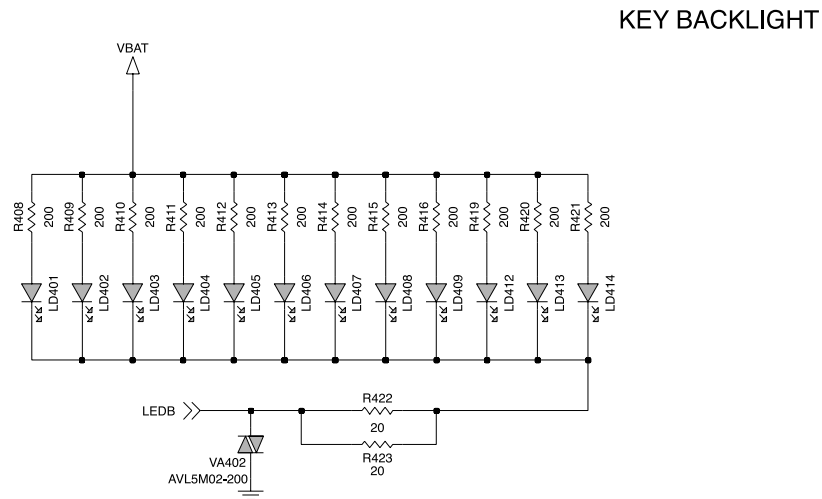 KEY BACKLIGHT
VBAT
R408 200 R409 200 R410 200 R411 200 R412 200 R413 200 R414 200 R415 200 R416 200 R419 200 R420 200 R421 200
LD401 LD402 LD403 LD404 LD405 LD406 LD407 LD408 LD409 LD412 LD413 LD414
R422
LEDB
20
VA402
R423
AVL5M02-200
20